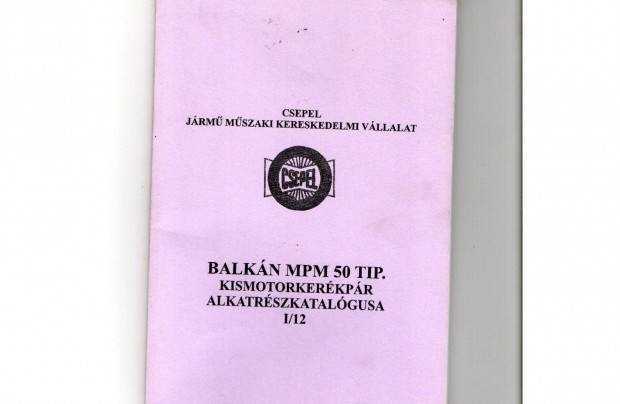 CSEPEL
JÁRMŰ MŰSZAKI KERESKEDELMI VÁLLALAT
CSEPEL
BALKÁN MPM 50 TIP.
KISMOTORKERÉKPÁR
ALKATRÉSZKATALÓGUSA
I/12